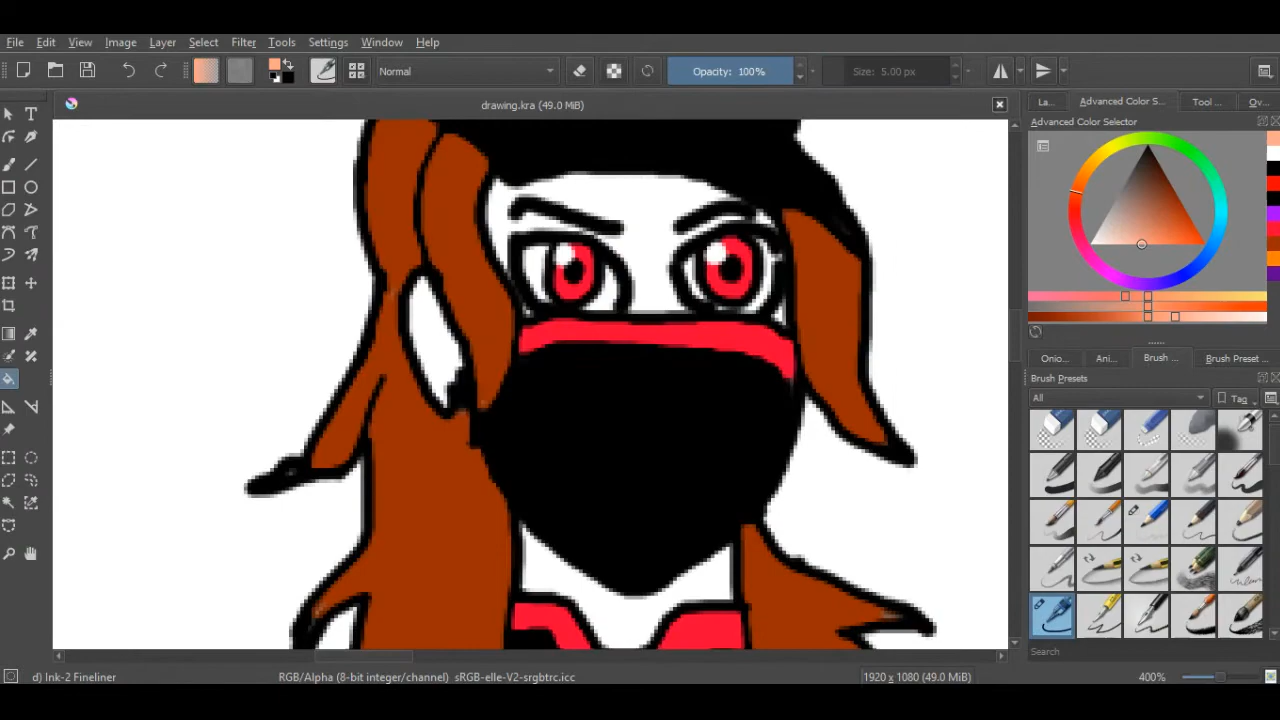 File Edit View Image Layer Select Filter Tools Settings Window Help
Normal Opacity: 100% Size: 5.00 px
drawing.kra (49.0 MiB)
La... Advanced Color S... Tool ... Ov...
Advanced Color Selector
Onio... Ani... Brush ... Brush Preset ...
Brush Presets
All Tag
Search
d) Ink-2 Fineliner RGB/Alpha (8-bit integer/channel) sRGB-elle-V2-srgbtrc.icc 1920 x 1080 (49.0 MiB) 400%